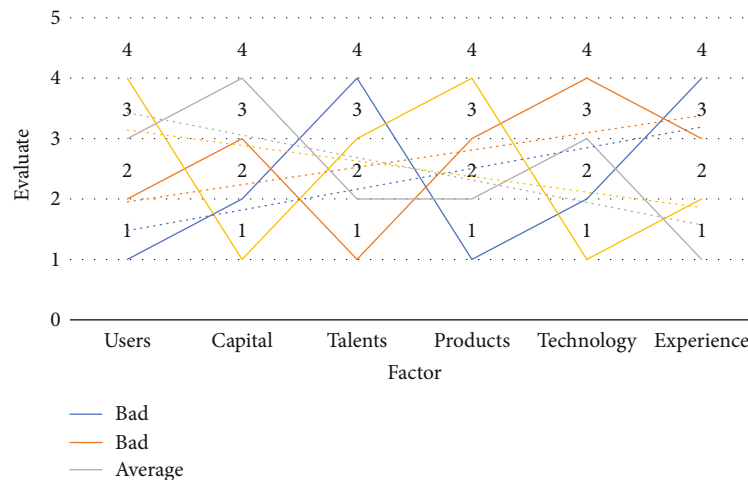 5
4 4 4 4 4 4
4
3 3 3 3 3 3
3
2 2 2 2 2 2
2
1 1 1 1 1 1
1
0
Evaluate
Users Capital Talents Products Technology Experience
Factor
Bad
Bad
Average